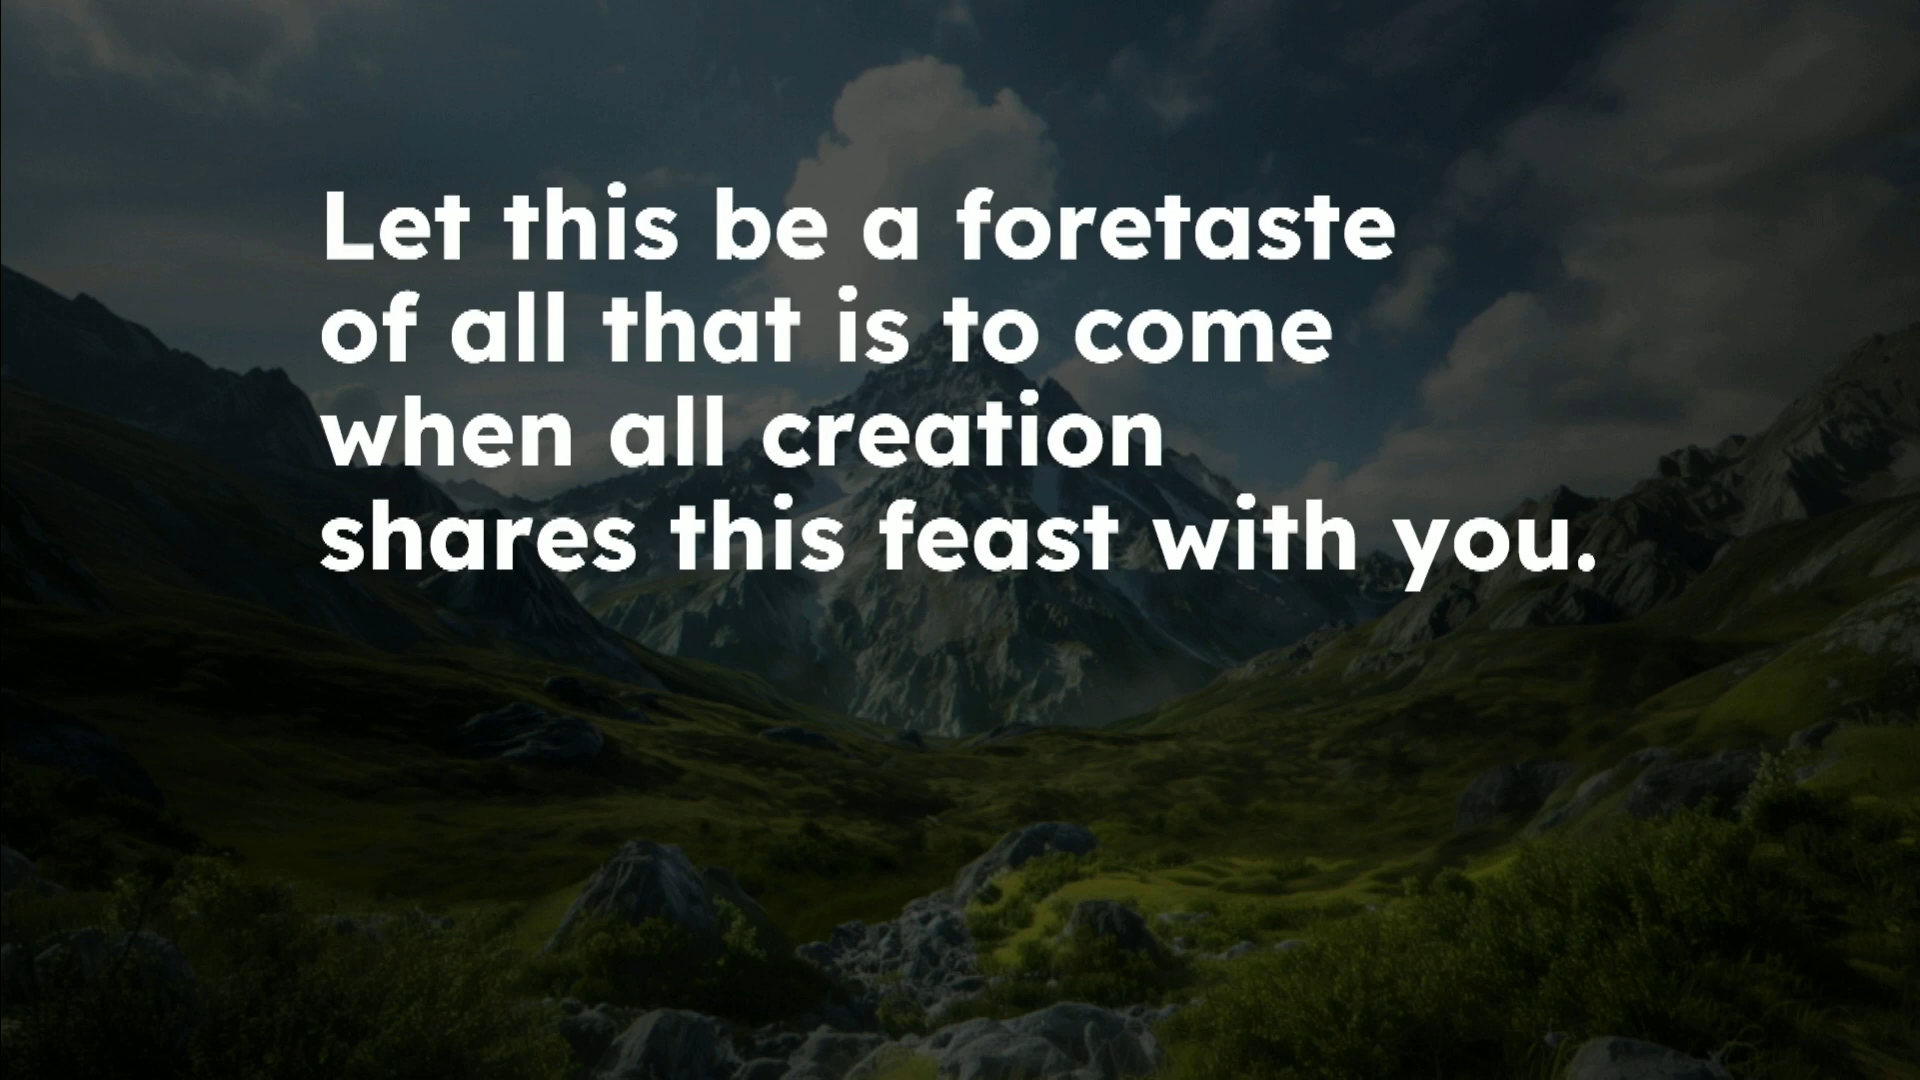 Let this be a foretaste
of all that is to come
when all creation
shares this feast with you.